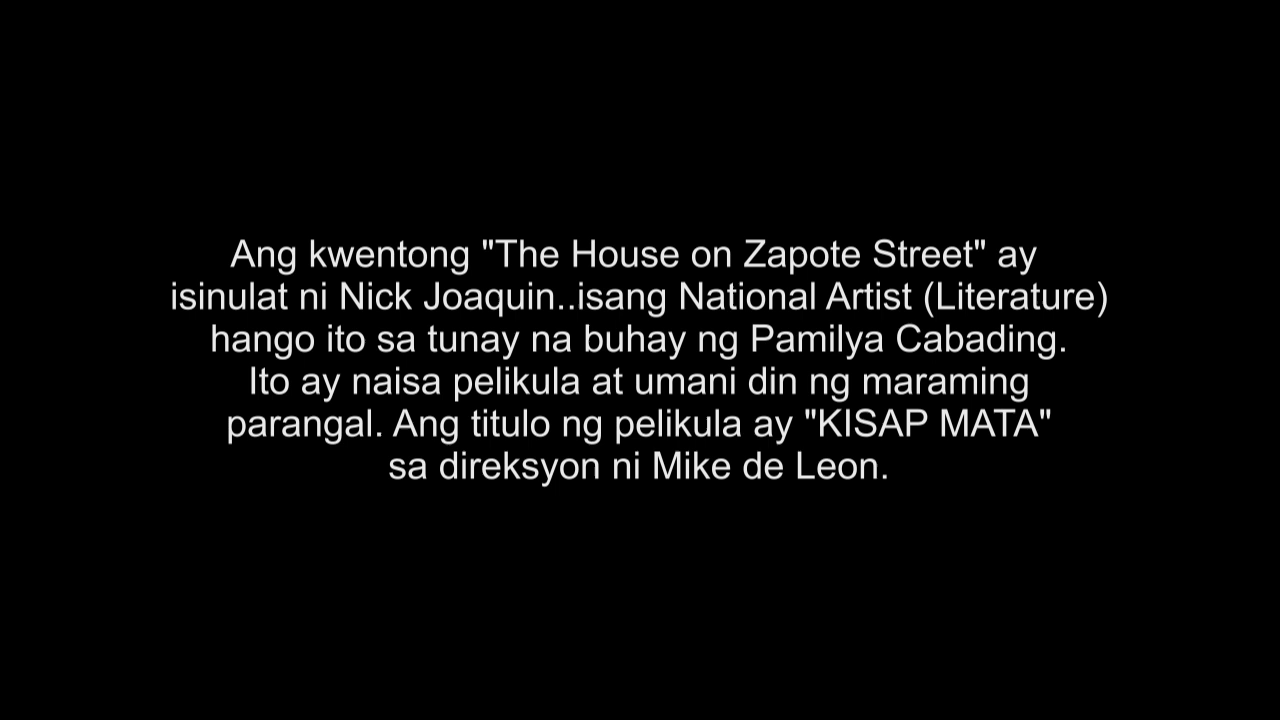 Ang kwentong "The House on Zapote Street" ay
isinulat ni Nick Joaquin..isang National Artist (Literature)
hango ito sa tunay na buhay ng Pamilya Cabading.
Ito ay naisa pelikula at umani din ng maraming
parangal. Ang titulo ng pelikula ay "KISAP MATA"
sa direksyon ni Mike de Leon.